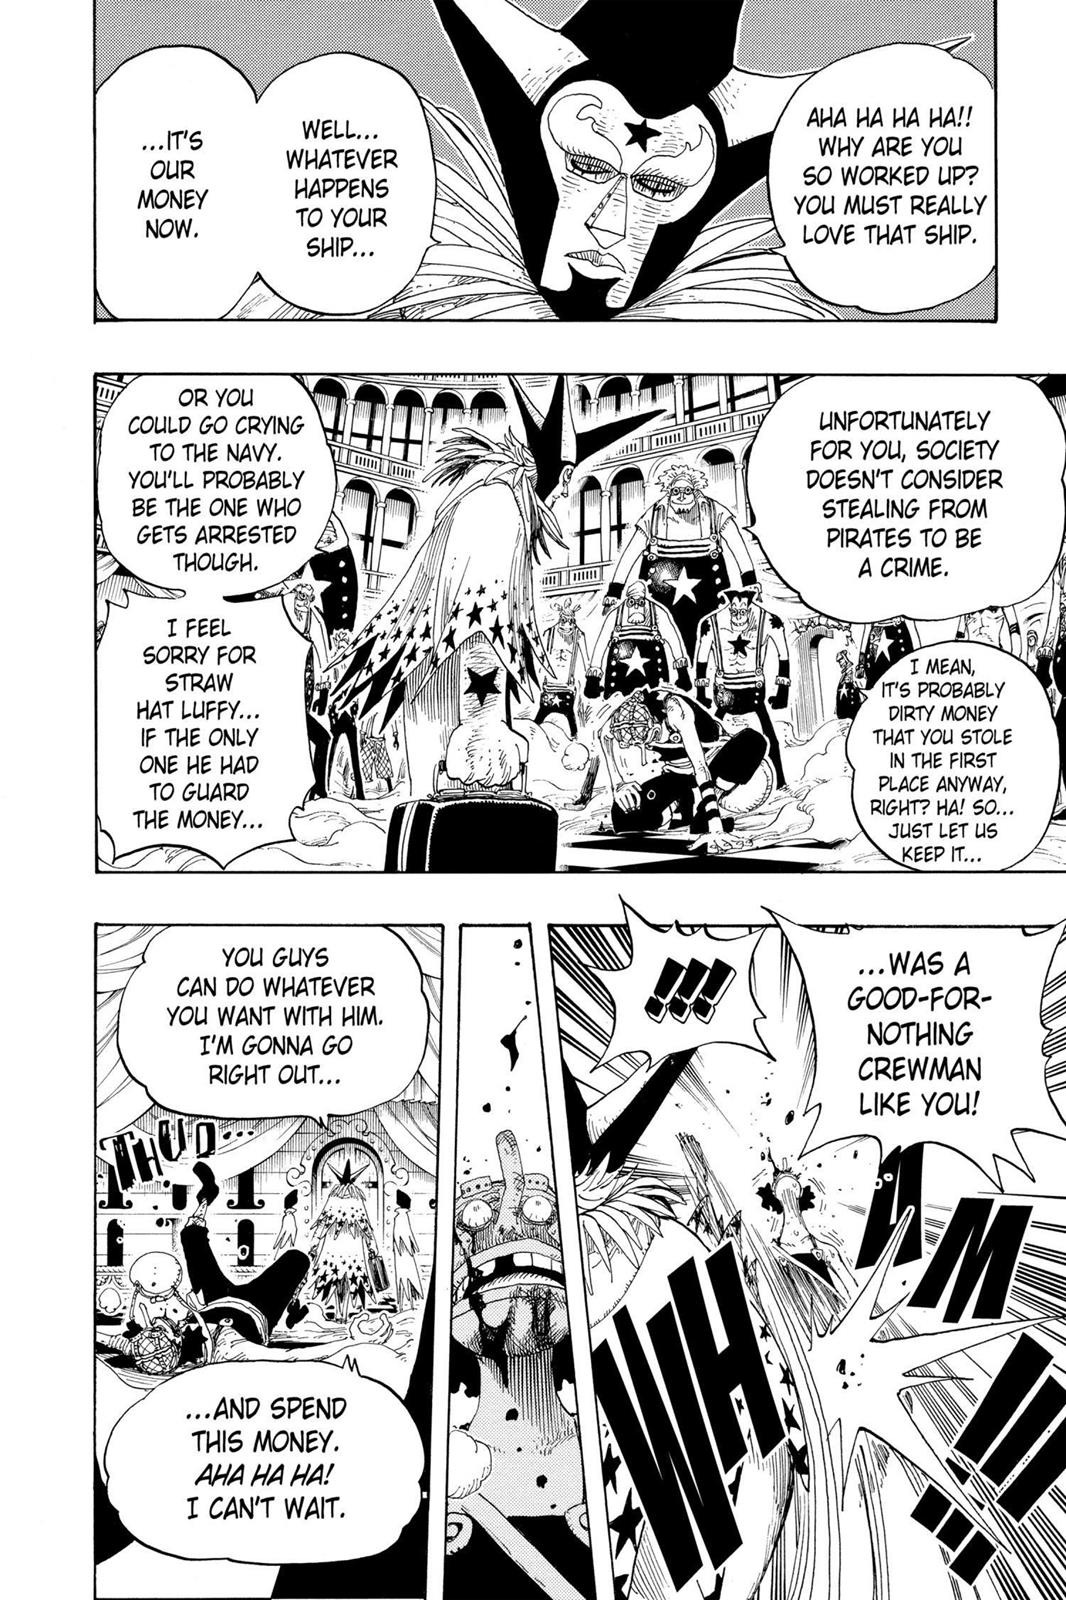 AHA HA HA HA!!
WHY ARE YOU
SO WORKED UP?
YOU MUST REALLY
LOVE THAT SHIP.
WELL...
WHATEVER
HAPPENS
TO YOUR
SHIP...
...IT'S
OUR
MONEY
NOW.
UNFORTUNATELY
FOR YOU, SOCIETY
DOESN'T CONSIDER
STEALING FROM
PIRATES TO BE
A CRIME.
I MEAN,
IT'S PROBABLY
DIRTY MONEY
THAT YOU STOLE
IN THE FIRST
PLACE ANYWAY,
RIGHT? HA! SO...
JUST LET US
KEEP IT...
OR YOU
COULD GO CRYING
TO THE NAVY.
YOU'LL PROBABLY
BE THE ONE WHO
GETS ARRESTED
THOUGH.
I FEEL
SORRY FOR
STRAW
HAT LUFFY...
IF THE ONLY
ONE HE HAD
TO GUARD
THE MONEY...
...WAS A
GOOD-FOR-
NOTHING
CREWMAN
LIKE YOU!
!!!!
WHAM!!!
YOU GUYS
CAN DO WHATEVER
YOU WANT WITH HIM.
I'M GONNA GO
RIGHT OUT...
THUD...
...AND SPEND
THIS MONEY.
AHA HA HA!
I CAN'T WAIT.